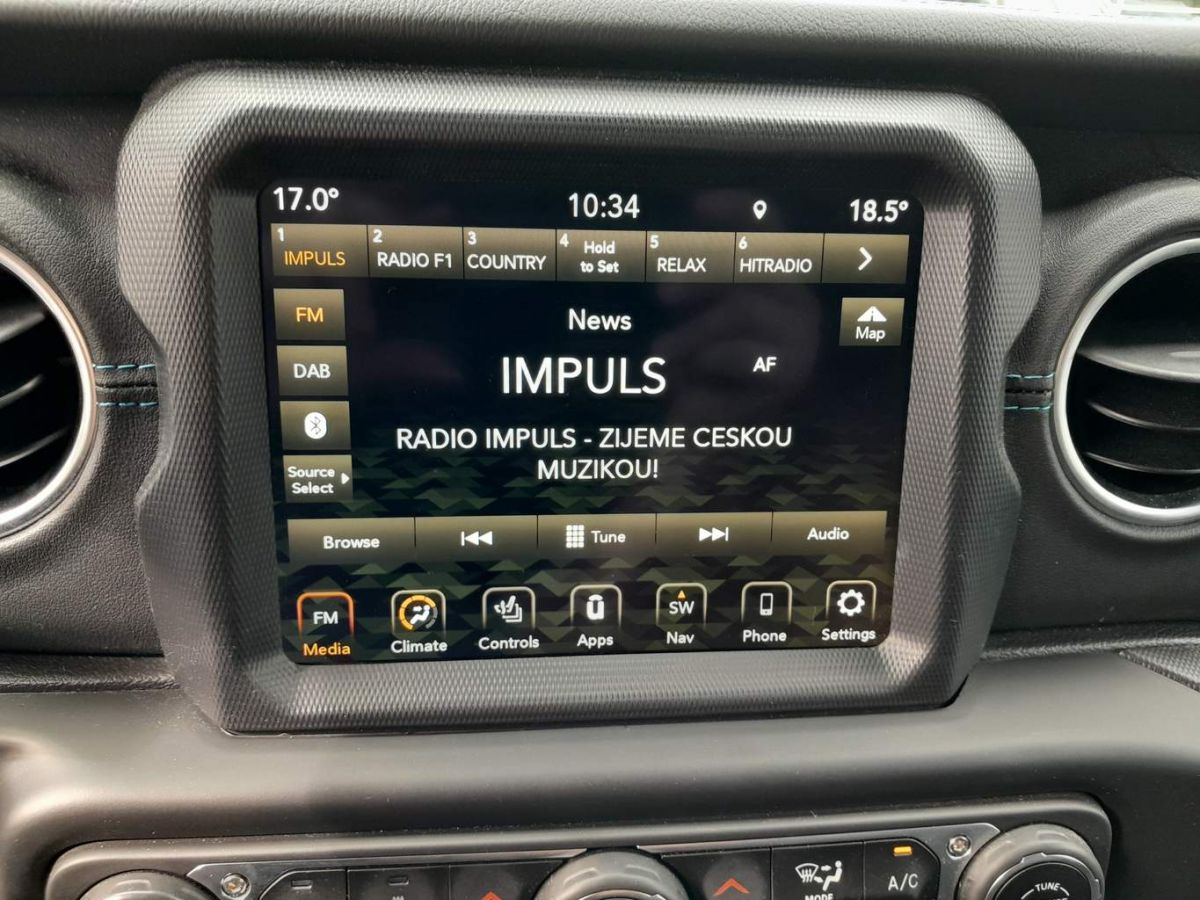 17.0° 10:34 18.5°
1 IMPULS 2 RADIO F1 3 COUNTRY 4 Hold to Set 5 RELAX 6 HITRADIO
FM
News
Map
DAB
IMPULS
AF
RADIO IMPULS - ZIJEME CESKOU
MUZIKOU!
Source
Select
Browse Tune Audio
FM SW
Media Climate Controls Apps Nav Phone Settings
MODE A/C TUNE